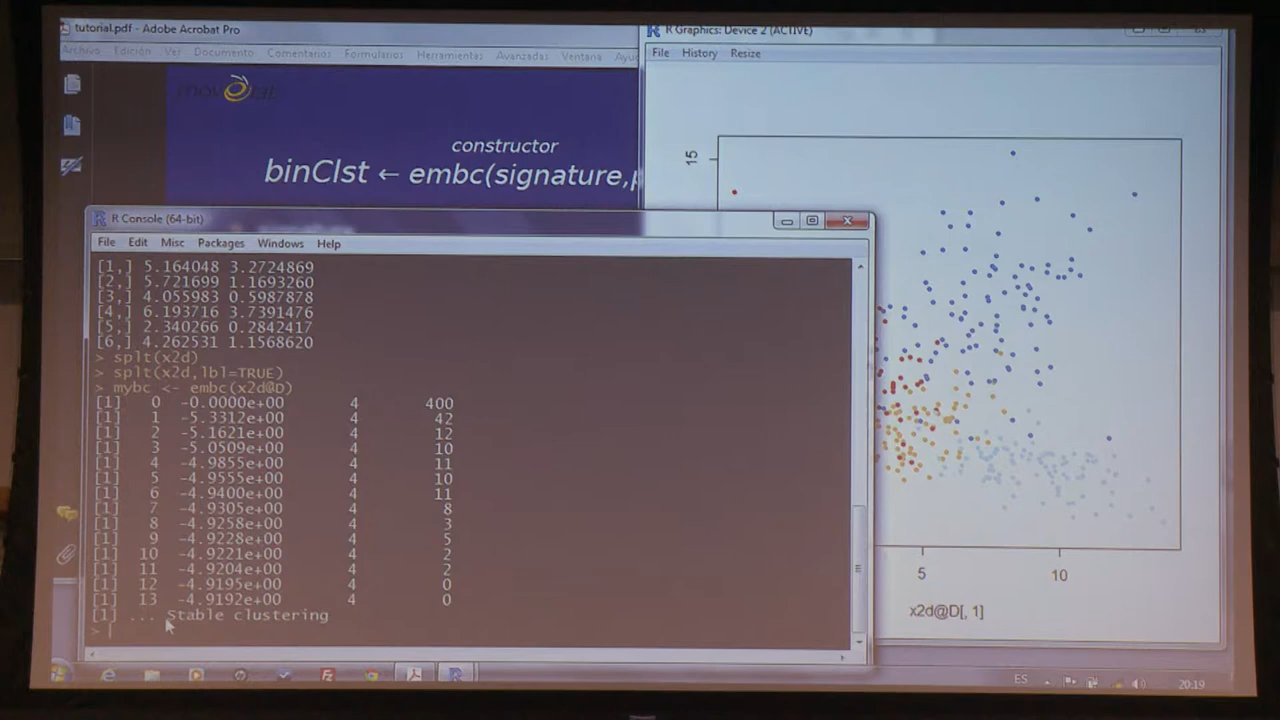 tutorial.pdf - Adobe Acrobat Pro
Archivo Edición Ver Documento Comentarios Formularios Herramientas Avanzadas Ventana
constructor
binClst ← embc(signature,
R Graphics: Device 2 (ACTIVE)
File History Resize
15
5 10
x2d@D[, 1]
R Console (64-bit)
File Edit Misc Packages Windows Help
[1,] 5.164048 3.2724869
[2,] 5.721699 1.1693260
[3,] 4.055983 0.5987878
[4,] 6.193716 3.7391476
[5,] 2.340266 0.2842417
[6,] 4.262531 1.1568620
> splt(x2d)
> splt(x2d,lbl=TRUE)
> mybc <- embc(x2d@D)
[1] 0 -0.0000e+00 4 400
[1] 1 -5.3312e+00 4 42
[1] 2 -5.1621e+00 4 12
[1] 3 -5.0509e+00 4 10
[1] 4 -4.9855e+00 4 11
[1] 5 -4.9555e+00 4 10
[1] 6 -4.9400e+00 4 11
[1] 7 -4.9305e+00 4 8
[1] 8 -4.9258e+00 4 3
[1] 9 -4.9228e+00 4 5
[1] 10 -4.9221e+00 4 2
[1] 11 -4.9204e+00 4 2
[1] 12 -4.9195e+00 4 0
[1] 13 -4.9192e+00 4 0
[1] ... Stable clustering
>
ES 20:19